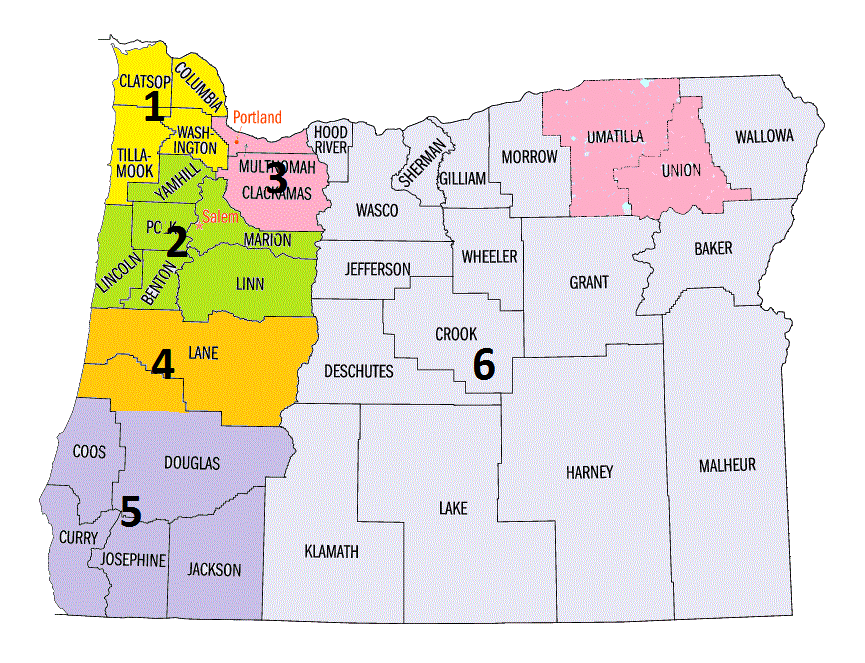 CLATSOP
COLUMBIA
1
Portland
WASH-
INGTON
TILLA-
MOOK
YAMHILL
MULTNOMAH
3
CLACKAMAS
HOOD
RIVER
SHERMAN
GILLIAM
MORROW
UMATILLA
UNION
WALLOWA
WASCO
Salem
2
MARION
LINCOLN
BENTON
LINN
JEFFERSON
WHEELER
GRANT
BAKER
CROOK
LANE
4
DESCHUTES
6
COOS
DOUGLAS
5
CURRY
JOSEPHINE
JACKSON
KLAMATH
LAKE
HARNEY
MALHEUR